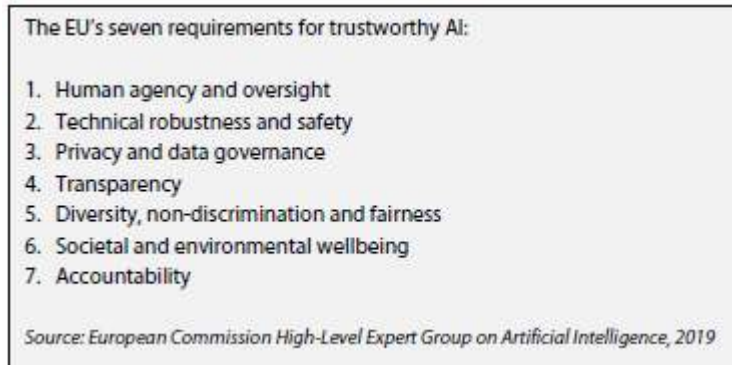 The EU's seven requirements for trustworthy AI:
1. Human agency and oversight
2. Technical robustness and safety
3. Privacy and data governance
4. Transparency
5. Diversity, non-discrimination and fairness
6. Societal and environmental wellbeing
7. Accountability
Source: European Commission High-Level Expert Group on Artificial Intelligence, 2019